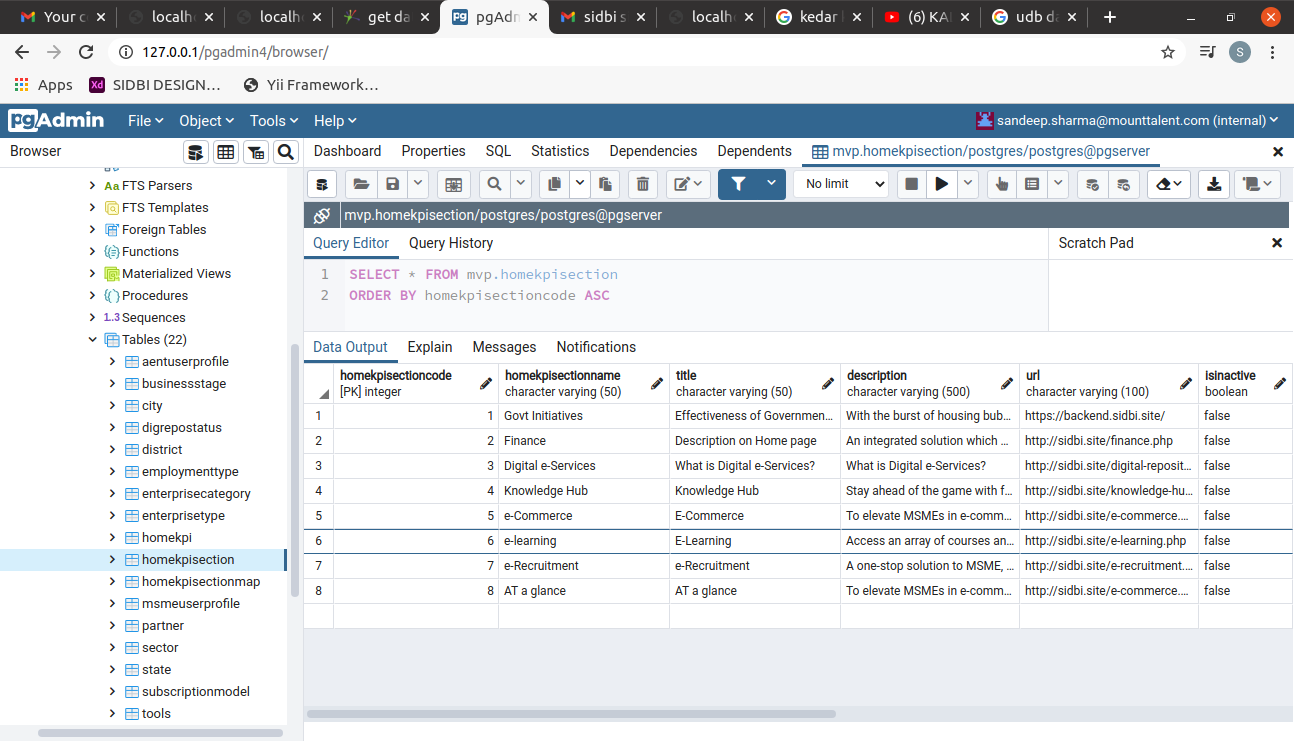 Your c
localh
localh
get da
pgAdm
sidbi s
localh
kedar
(6) KA
udb da
127.0.0.1/pgadmin4/browser/
S
Apps
Xd SIDBI DESIGN...
Yii Framework...
pgAdmin File Object Tools Help sandeep.sharma@mounttalent.com (internal)
Browser
Dashboard Properties SQL Statistics Dependencies Dependents mvp.homekpisection/postgres/postgres@pgserver
No limit
mvp.homekpisection/postgres/postgres@pgserver
Query Editor Query History Scratch Pad
1 SELECT * FROM mvp.homekpisection
2 ORDER BY homekpisectioncode ASC
Data Output Explain Messages Notifications
homekpisectioncode homekpisectionname title description url isinactive
[PK] integer character varying (50) character varying (50) character varying (500) character varying (100) boolean
1 1 Govt Initiatives Effectiveness of Governmen... With the burst of housing bub... https://backend.sidbi.site/ false
2 2 Finance Description on Home page An integrated solution which ... http://sidbi.site/finance.php false
3 3 Digital e-Services What is Digital e-Services? What is Digital e-Services? http://sidbi.site/digital-reposit... false
4 4 Knowledge Hub Knowledge Hub Stay ahead of the game with f... http://sidbi.site/knowledge-hu... false
5 5 e-Commerce E-Commerce To elevate MSMEs in e-comm... http://sidbi.site/e-commerce.... false
6 6 e-learning E-Learning Access an array of courses an... http://sidbi.site/e-learning.php false
7 7 e-Recruitment e-Recruitment A one-stop solution to MSME, ... http://sidbi.site/e-recruitment.... false
8 8 AT a glance AT a glance To elevate MSMEs in e-comm... http://sidbi.site/e-commerce.... false
Aa FTS Parsers
FTS Templates
Foreign Tables
Functions
Materialized Views
Procedures
1..3 Sequences
Tables (22)
aentuserprofile
businessstage
city
digrepostatus
district
employmenttype
enterprisecategory
enterprisetype
homekpi
homekpisection
homekpisectionmap
msmeuserprofile
partner
sector
state
subscriptionmodel
tools